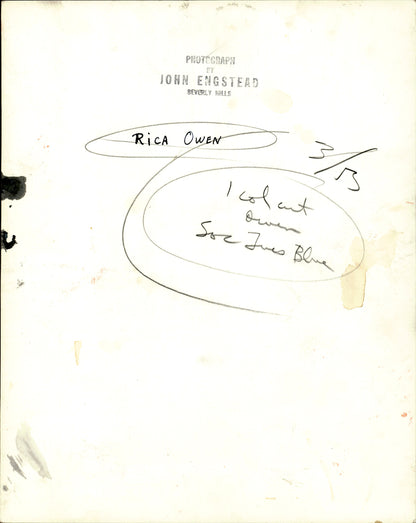 PHOTOGRAPH
BY
JOHN ENGSTEAD
BEVERLY HILLS
RICA OWEN
3/13
1 col cut
Owen
Soc Tues Blue